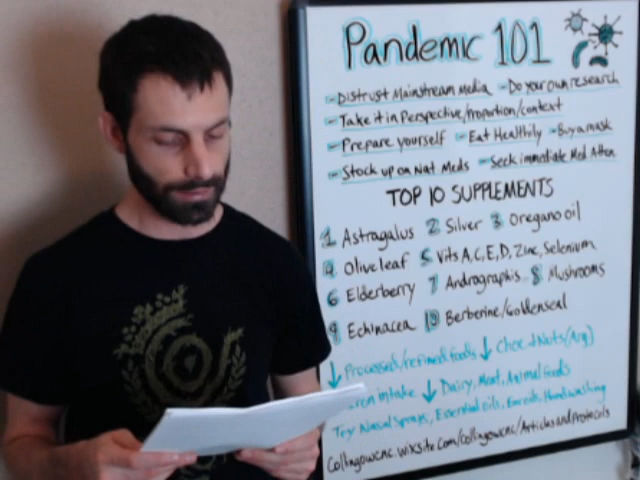 Pandemic 101
-Distrust Mainstream Media -Do your own research
-Take it in Perspective/Proportion/context
-Prepare yourself -Eat Healthily -Buy a mask
-Stock up on Nat Meds -Seek immediate Med Atten
TOP 10 SUPPLEMENTS
1 Astragalus 2 Silver 3 Oregano oil
4 Olive leaf 5 Vits A, C, E, D, Zinc, Selenium
6 Elderberry 7 Andrographis 8 Mushrooms
9 Echinacea 10 Berberine/Goldenseal
↓ Processed/refined foods ↓ Choc & Nuts (Arg)
intake ↓ Dairy, Meat, Animal foods
Try Nasal Sprays, Essential oils, Handwashing
.wixsite.com/ /Articles and Protocols